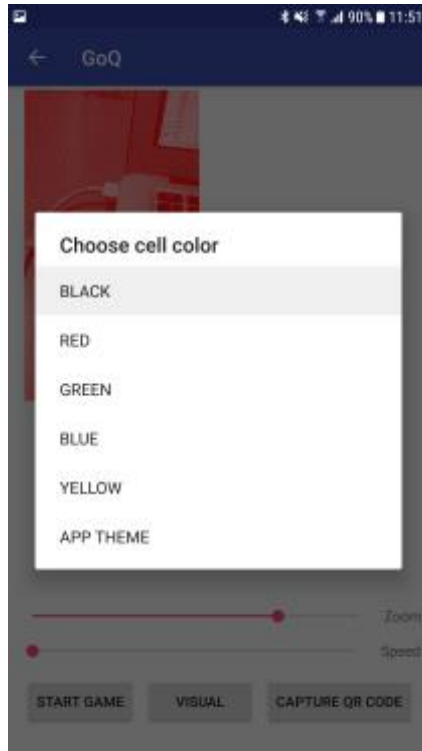 90% 11:51
GoQ
Choose cell color
BLACK
RED
GREEN
BLUE
YELLOW
APP THEME
Zoom
Speed
START GAME VISUAL CAPTURE QR CODE